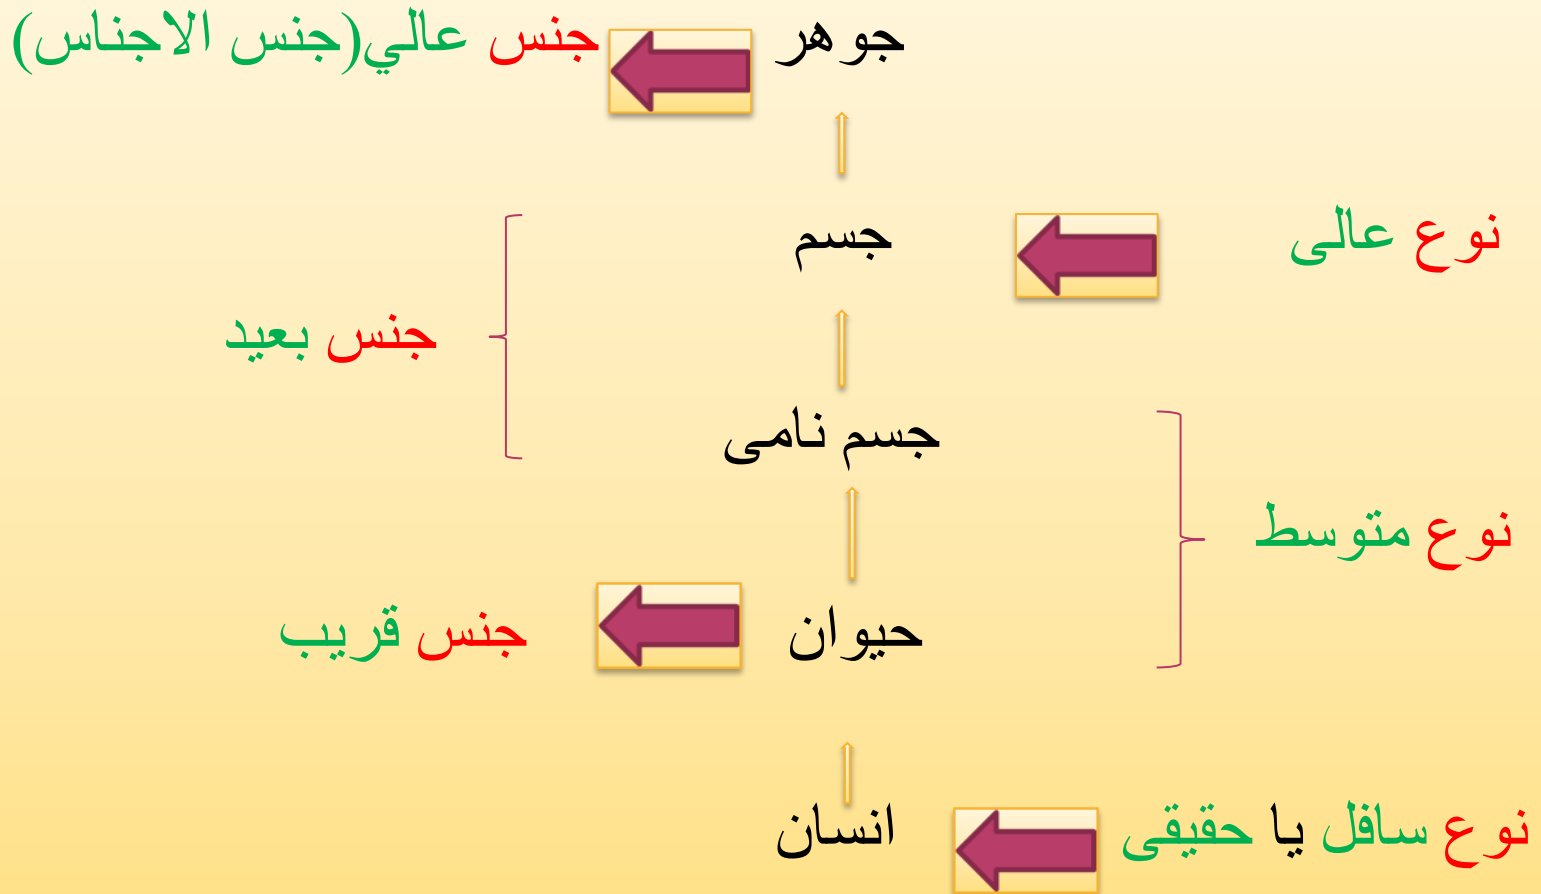 جوهر جنس عالي(جنس الاجناس)
نوع عالی جسم
جنس بعید
جسم نامی
نوع متوسط
حیوان جنس قریب
نوع سافل یا حقیقی انسان